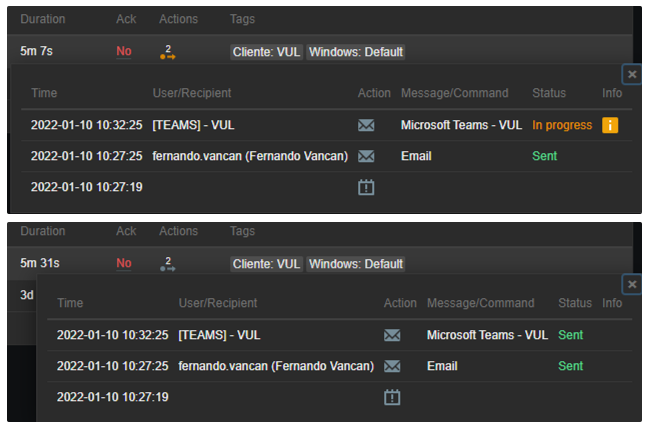 Duration Ack Actions Tags
5m 7s No 2 Cliente: VUL Windows: Default
Time User/Recipient Action Message/Command Status Info
2022-01-10 10:32:25 [TEAMS] - VUL Microsoft Teams - VUL In progress
2022-01-10 10:27:25 fernando.vancan (Fernando Vancan) Email Sent
2022-01-10 10:27:19
Duration Ack Actions Tags
5m 31s No 2 Cliente: VUL Windows: Default
3d
Time User/Recipient Action Message/Command Status Info
2022-01-10 10:32:25 [TEAMS] - VUL Microsoft Teams - VUL Sent
2022-01-10 10:27:25 fernando.vancan (Fernando Vancan) Email Sent
2022-01-10 10:27:19